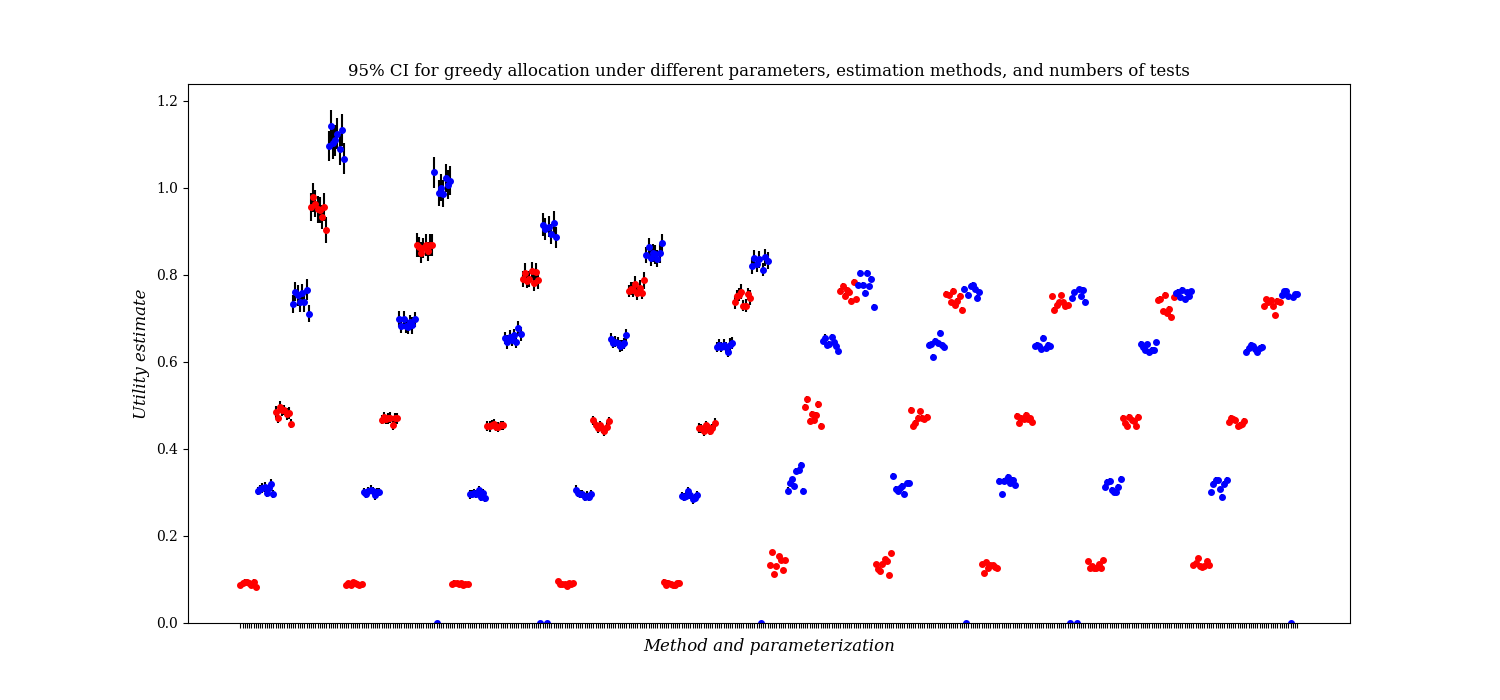 95% CI for greedy allocation under different parameters, estimation methods, and numbers of tests
1.2
1.0
0.8
0.6
0.4
0.2
0.0
Utility estimate
Method and parameterization